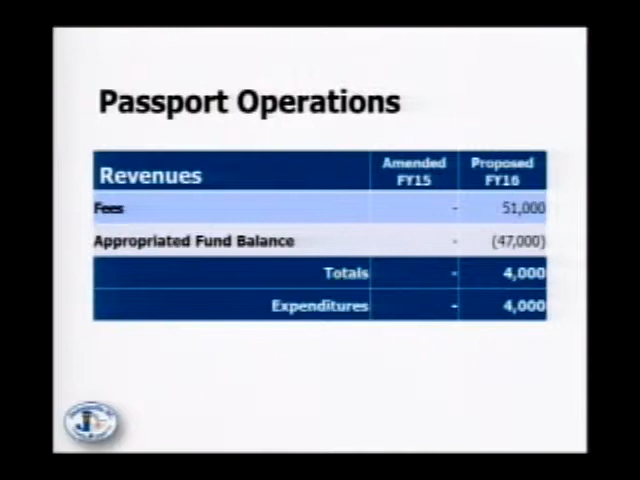 Passport Operations
Revenues Amended FY15 Proposed FY16
Fees - 51,000
Appropriated Fund Balance - (47,000)
Totals - 4,000
Expenditures - 4,000